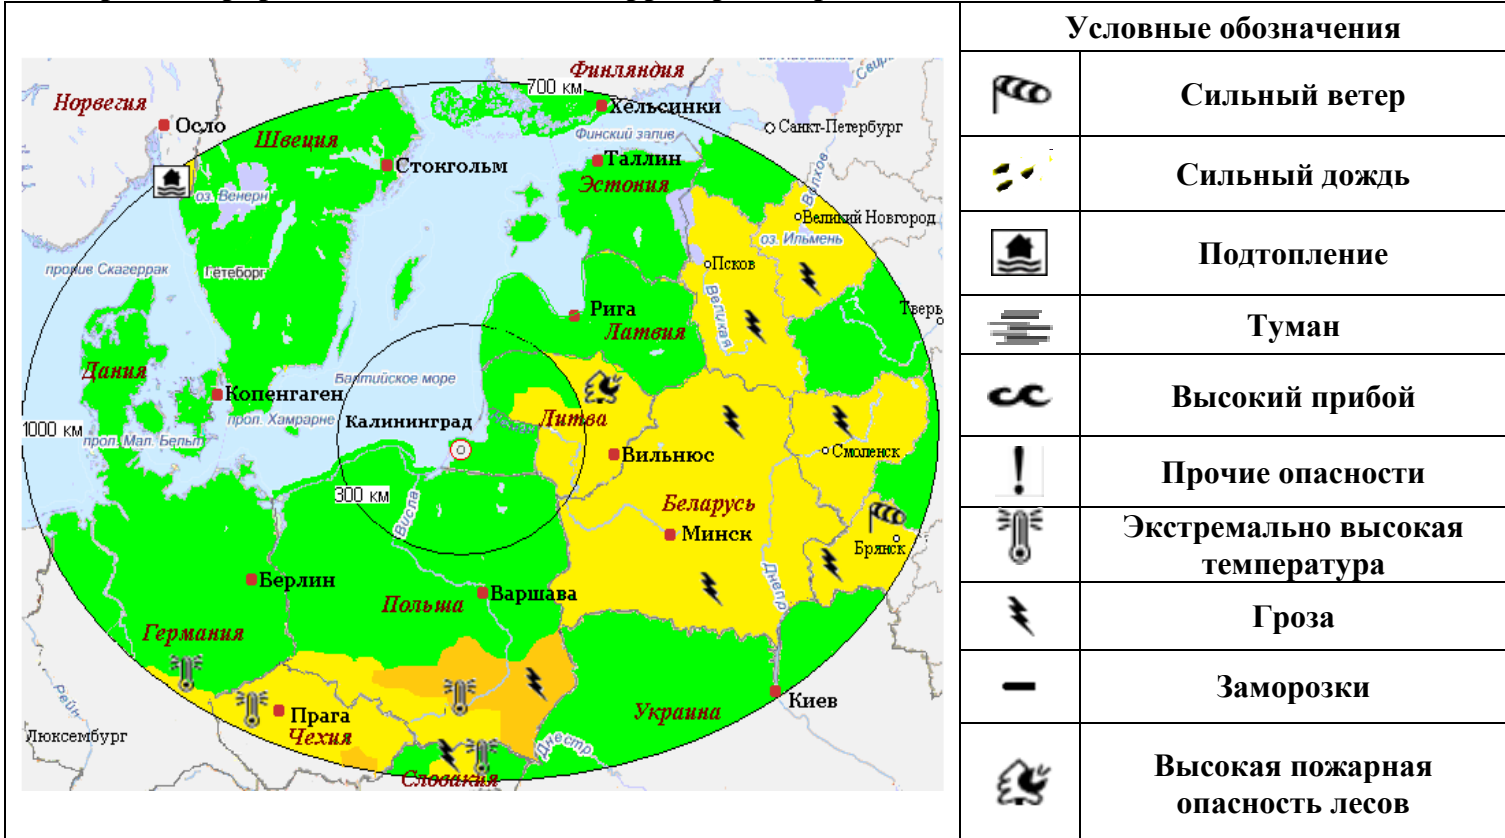 Условные обозначения
Сильный ветер
Сильный дождь
Подтопление
Туман
Высокий прибой
Прочие опасности
Экстремально высокая
температура
Гроза
Заморозки
Высокая пожарная
опасность лесов
Финляндия
700 км
Хельсинки
Норвегия
Осло
Швеция
Финский залив
Санкт-Петербург
Стокгольм
Таллин
Эстония
Волхов
оз. Венерн
Великий Новгород
оз. Ильмень
пролив Скагеррак
Гётеборг
Псков
Великая
Тверь
Рига
Латвия
Дания
Балтийское море
Копенгаген
прол. Хамрарне
Калининград
Литва
1000 км
прол. Мал. Бельт
Вильнюс
Смоленск
300 км
Висла
Беларусь
Минск
Брянск
Днепр
Берлин
Польша
Варшава
Германия
Рейн
Прага
Чехия
Украина
Киев
Люксембург
Днестр
Словакия